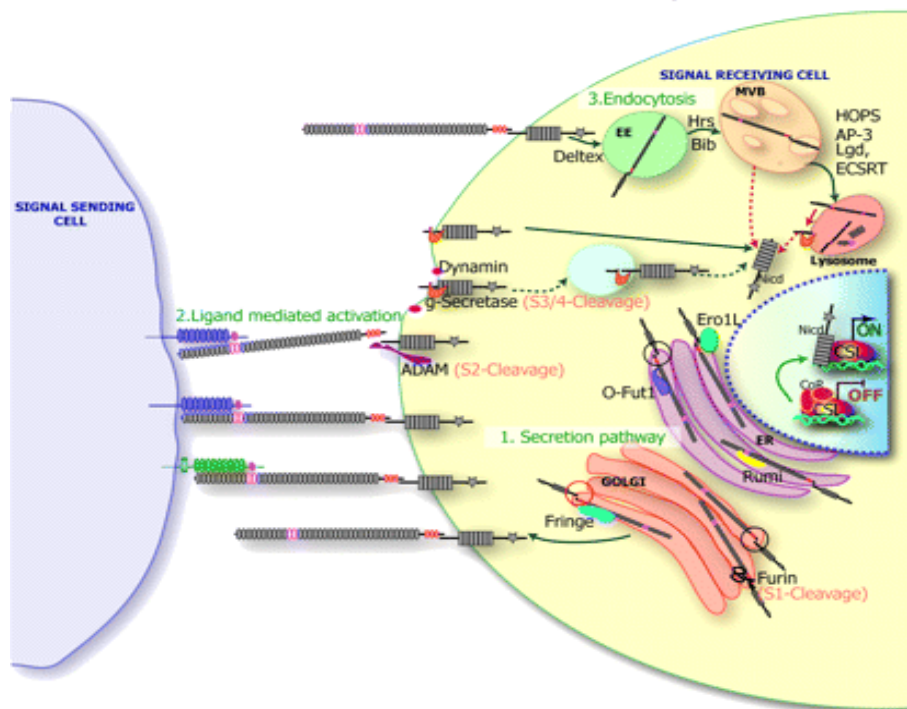 SIGNAL RECEIVING CELL
MVB
3.Endocytosis
HOPS
AP-3
Lgd,
ECSRT
Hrs
Bib
EE
Deltex
SIGNAL SENDING
CELL
Lysosome
Nicd
Dynamin
g-Secretase (S3/4-Cleavage)
2.Ligand mediated activation
Ero1L
Nicd
ON
CSL
ADAM (S2-Cleavage)
CoR
OFF
CSL
O-Fut1
1. Secretion pathway
ER
Rumi
GOLGI
Fringe
Furin
(S1-Cleavage)